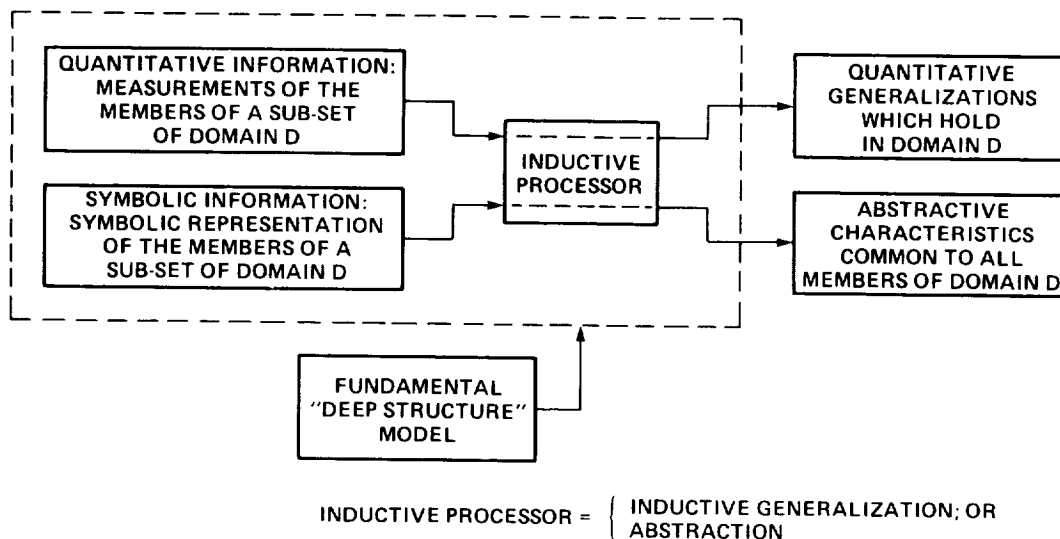 QUANTITATIVE INFORMATION:
MEASUREMENTS OF THE
MEMBERS OF A SUB-SET
OF DOMAIN D
SYMBOLIC INFORMATION:
SYMBOLIC REPRESENTATION
OF THE MEMBERS OF A
SUB-SET OF DOMAIN D
INDUCTIVE
PROCESSOR
QUANTITATIVE
GENERALIZATIONS
WHICH HOLD
IN DOMAIN D
ABSTRACTIVE
CHARACTERISTICS
COMMON TO ALL
MEMBERS OF DOMAIN D
FUNDAMENTAL
"DEEP STRUCTURE"
MODEL
INDUCTIVE PROCESSOR = { INDUCTIVE GENERALIZATION; OR
ABSTRACTION